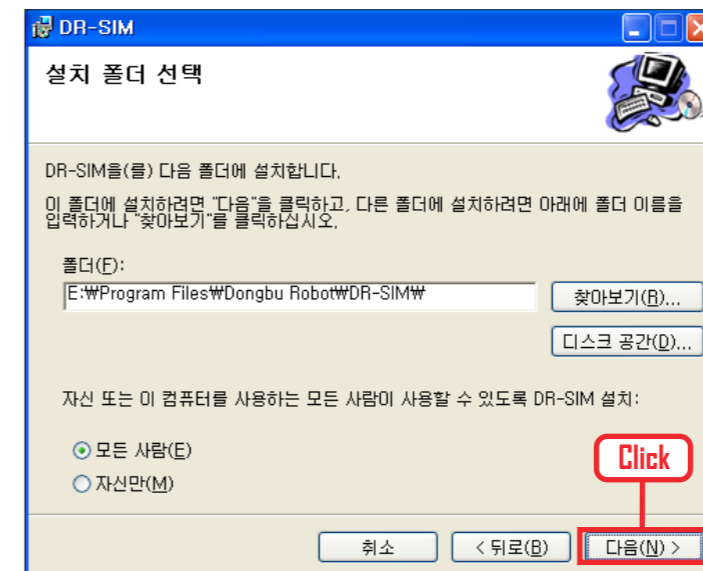 DR-SIM
설치 폴더 선택
DR-SIM을(를) 다음 폴더에 설치합니다.
이 폴더에 설치하려면 "다음"을 클릭하고, 다른 폴더에 설치하려면 아래에 폴더 이름을
입력하거나 "찾아보기"를 클릭하십시오.
폴더(F):
E:₩Program Files₩Dongbu Robot₩DR-SIM₩
찾아보기(R)...
디스크 공간(D)...
자신 또는 이 컴퓨터를 사용하는 모든 사람이 사용할 수 있도록 DR-SIM 설치:
모든 사람(E)
Click
자신만(M)
취소
< 뒤로(B)
다음(N) >